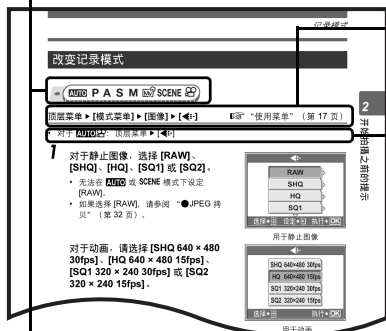 记录模式
改变记录模式
AUTO P A S M SCENE
顶层菜单 ▶ [模式菜单] ▶ [图像] ▶ [◀⁝-] “使用菜单”（第 17 页）
对于 AUTO: 顶层菜单 ▶ [◀⁝-]
2
开始拍摄之前的提示
1 对于静止图像，选择 [RAW]、
[SHQ]、[HQ]、[SQ1] 或 [SQ2]。
• 无法在 AUTO 或 SCENE 模式下设定
[RAW]。
• 如果选择 [RAW]，请参阅 “●JPEG 拷
贝”（第 32 页）。
RAW
SHQ
HQ
SQ1
选择 设定 执行 OK
用于静止图像
对于动画，请选择 [SHQ 640 × 480
30fps]、[HQ 640 × 480 15fps]、
[SQ1 320 × 240 30fps] 或 [SQ2
320 × 240 15fps]。
SHQ 640×480 30fps
HQ 640×480 15fps
SQ1 320×240 30fps
SQ2 320×240 15fps
选择 执行 OK
用于动画